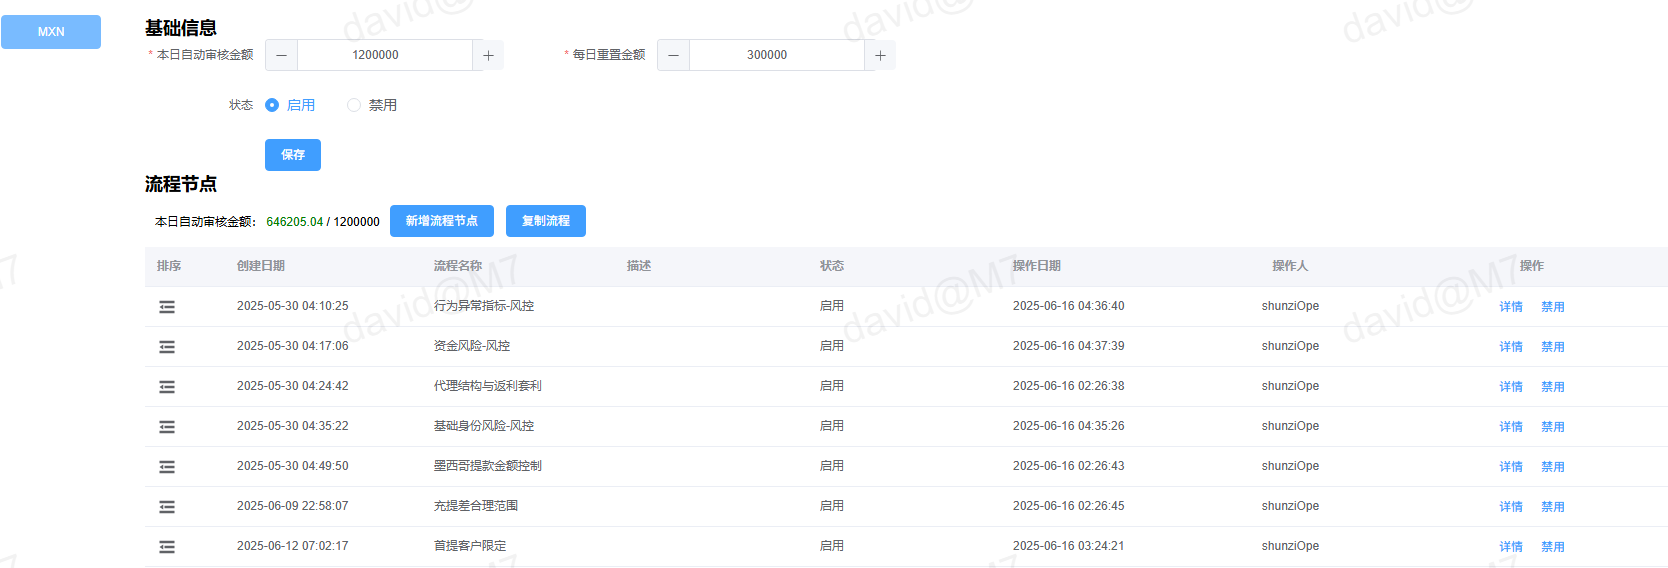 MXN
基础信息
* 本日自动审核金额 — 1200000 + * 每日重置金额 — 300000 +
状态 启用 禁用
保存
流程节点
本日自动审核金额： 646205.04 / 1200000 新增流程节点 复制流程
排序 创建日期 流程名称 描述 状态 操作日期 操作人 操作
2025-05-30 04:10:25 行为异常指标-风控 启用 2025-06-16 04:36:40 shunziOpe 详情 禁用
2025-05-30 04:17:06 资金风险-风控 启用 2025-06-16 04:37:39 shunziOpe 详情 禁用
2025-05-30 04:24:42 代理结构与返利套利 启用 2025-06-16 02:26:38 shunziOpe 详情 禁用
2025-05-30 04:35:22 基础身份风险-风控 启用 2025-06-16 04:35:26 shunziOpe 详情 禁用
2025-05-30 04:49:50 墨西哥提款金额控制 启用 2025-06-16 02:26:43 shunziOpe 详情 禁用
2025-06-09 22:58:07 充提差合理范围 启用 2025-06-16 02:26:45 shunziOpe 详情 禁用
2025-06-12 07:02:17 首提客户限定 启用 2025-06-16 03:24:21 shunziOpe 详情 禁用
david@M7
david@M7
david@M7